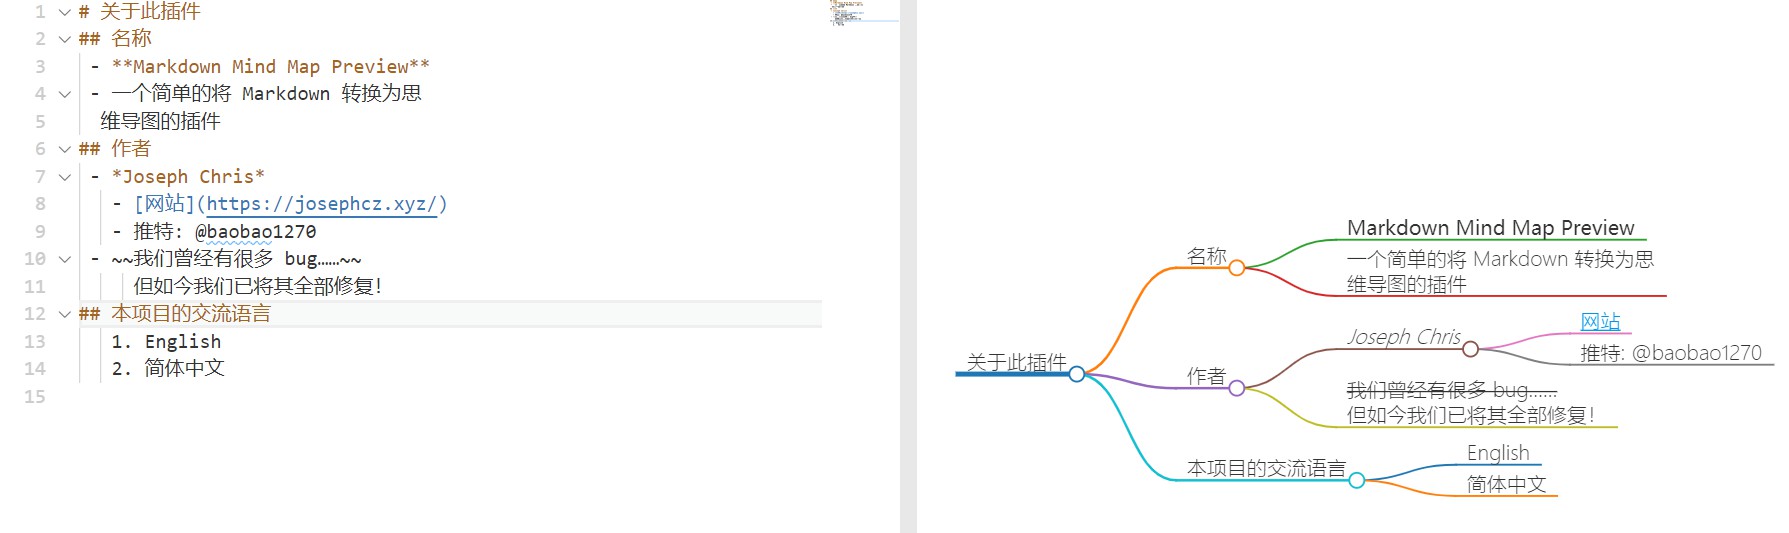 1 # 关于此插件
2 ## 名称
3 - **Markdown Mind Map Preview**
4 - 一个简单的将 Markdown 转换为思
5 维导图的插件
6 ## 作者
7 - *Joseph Chris*
8 - [网站](https://josephcz.xyz/)
9 - 推特: @baobao1270
10 - ~~我们曾经有很多 bug……~~
11 但如今我们已将其全部修复！
12 ## 本项目的交流语言
13 1. English
14 2. 简体中文
15
关于此插件
名称
Markdown Mind Map Preview
一个简单的将 Markdown 转换为思
维导图的插件
作者
Joseph Chris
网站
推特: @baobao1270
我们曾经有很多 bug……
但如今我们已将其全部修复！
本项目的交流语言
English
简体中文